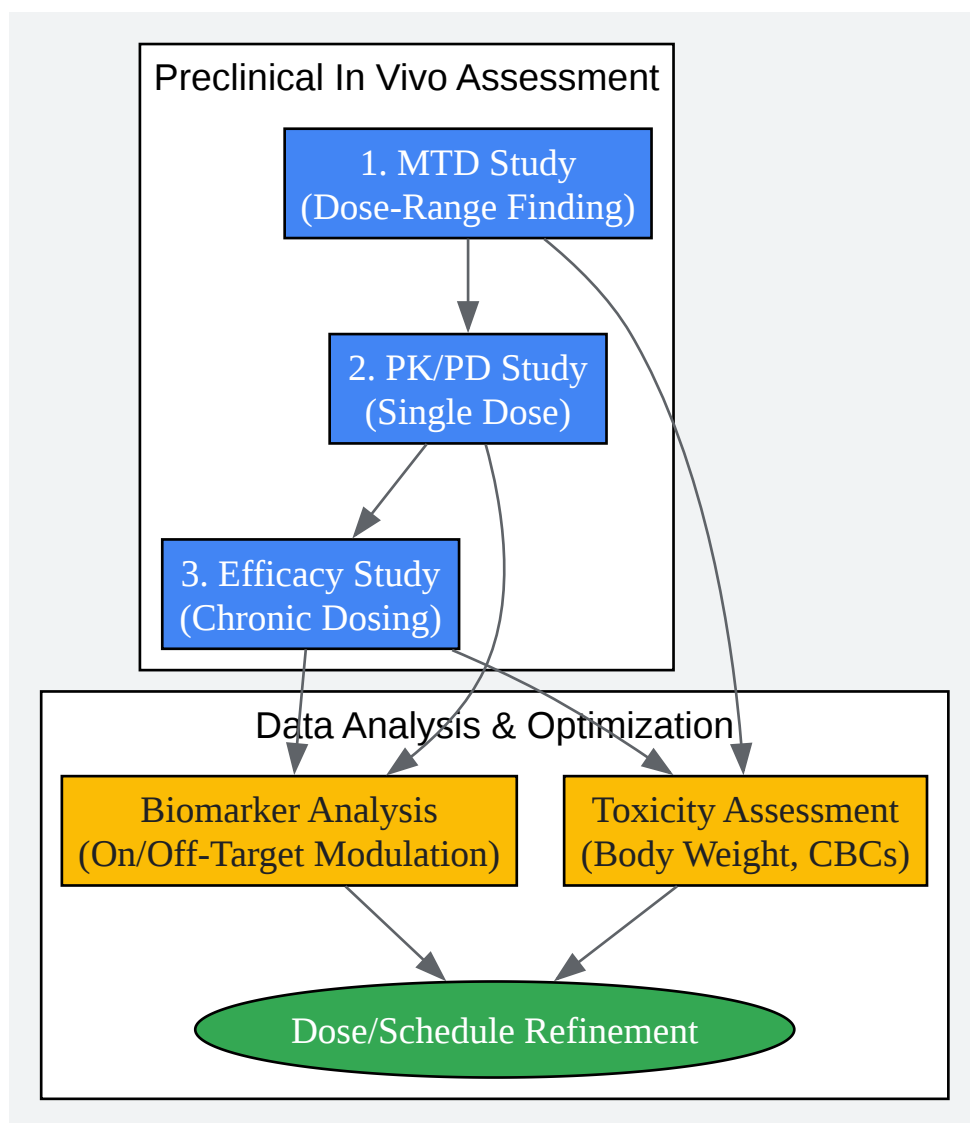 Preclinical In Vivo Assessment
1. MTD Study
(Dose-Range Finding)
2. PK/PD Study
(Single Dose)
3. Efficacy Study
(Chronic Dosing)
Data Analysis & Optimization
Biomarker Analysis
(On/Off-Target Modulation)
Toxicity Assessment
(Body Weight, CBCs)
Dose/Schedule Refinement